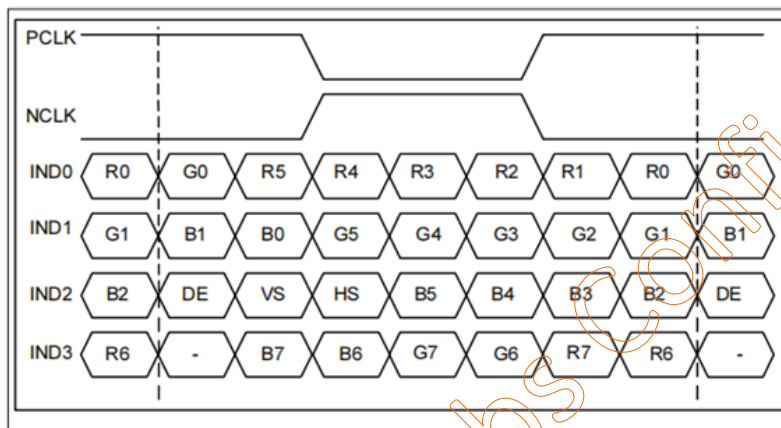 PCLK
NCLK
IND0 R0 G0 R5 R4 R3 R2 R1 R0 G0
IND1 G1 B1 B0 G5 G4 G3 G2 G1 B1
IND2 B2 DE VS HS B5 B4 B3 B2 DE
IND3 R6 - B7 B6 G7 G6 R7 R6 -
bs Confi